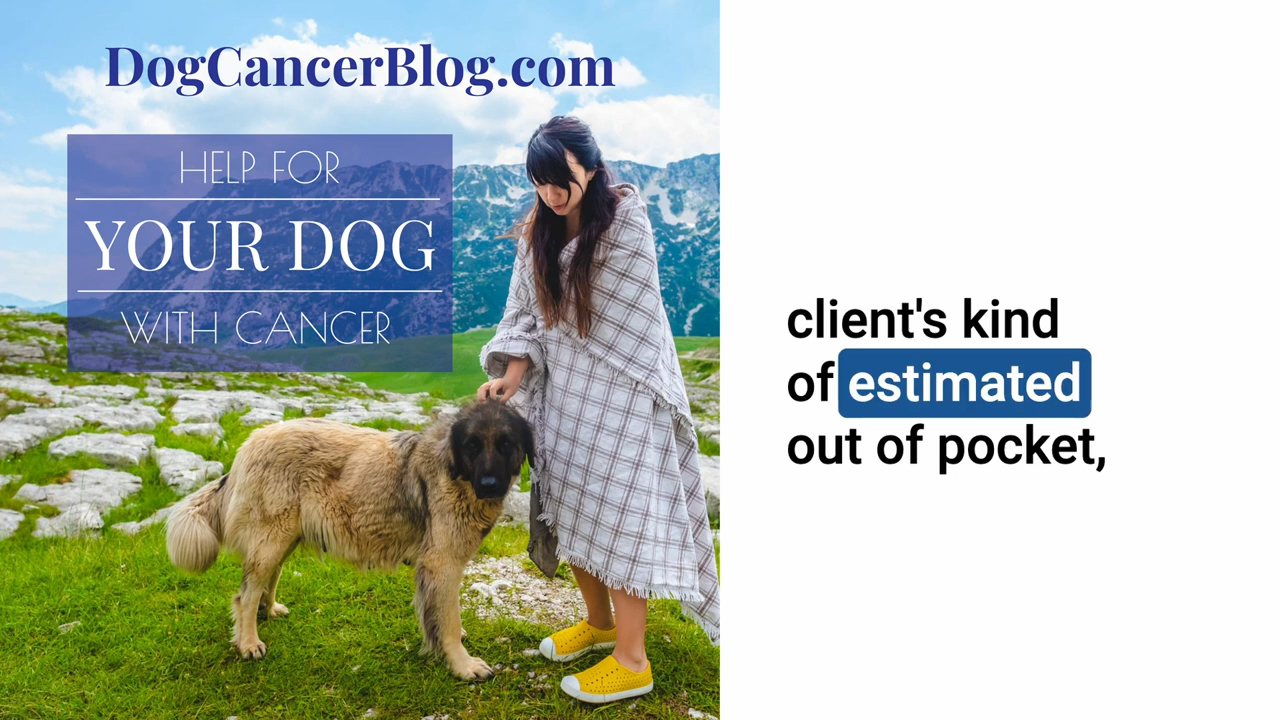 DogCancerBlog.com
HELP FOR
YOUR DOG
WITH CANCER
client's kind
of estimated
out of pocket,